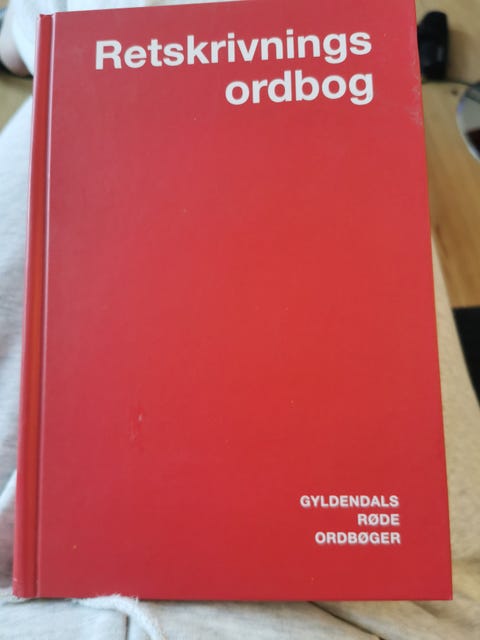 Retskrivnings
ordbog
GYLDENDALS
RØDE
ORDBØGER